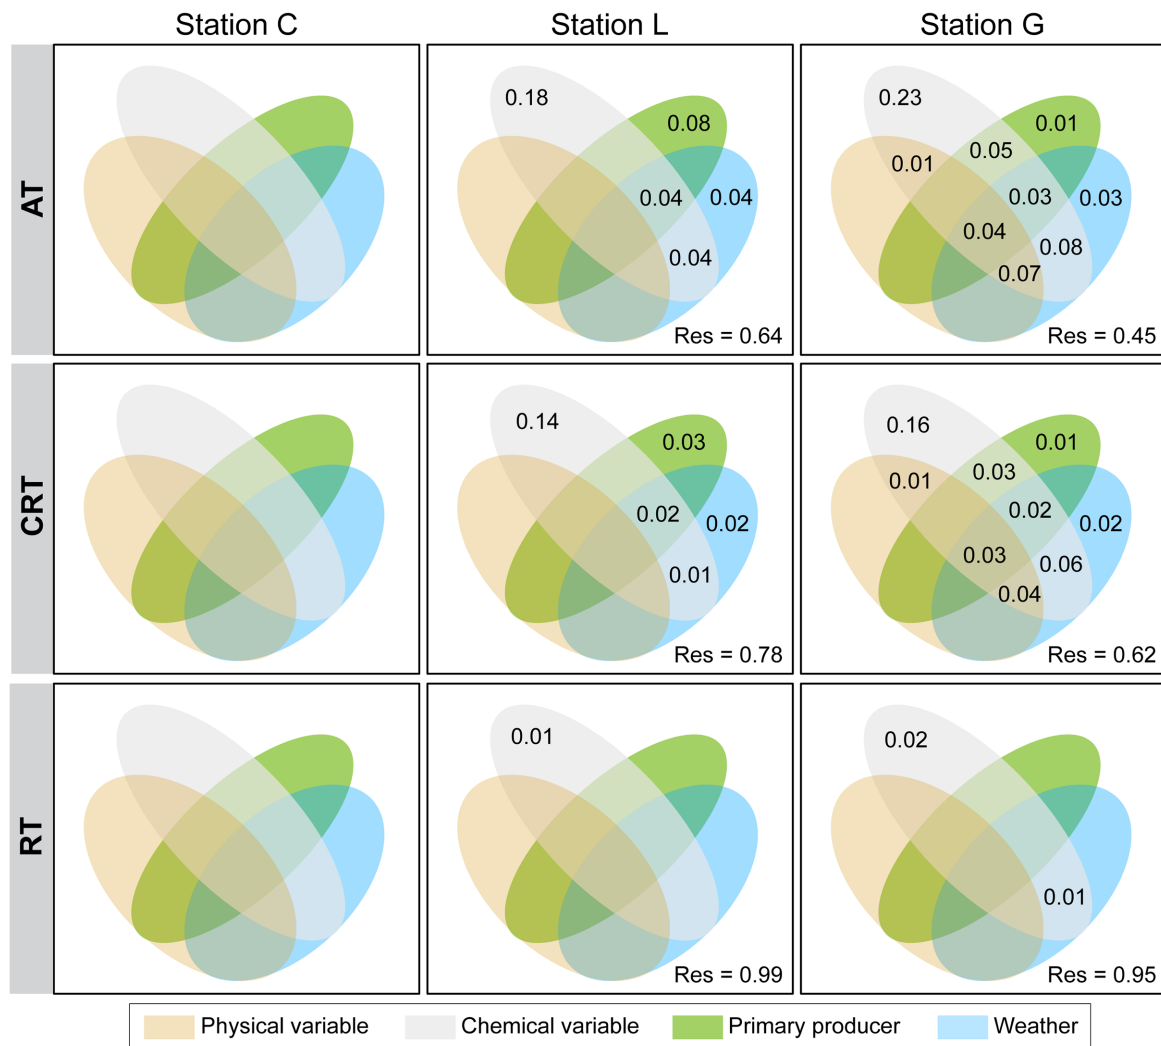 Station C Station L Station G
AT
0.18
0.08
0.04 0.04
0.04
Res = 0.64
0.23
0.01
0.05
0.01
0.03 0.03
0.04
0.08
0.07
Res = 0.45
CRT
0.14
0.03
0.02 0.02
0.01
Res = 0.78
0.16
0.01
0.03
0.01
0.02 0.02
0.03
0.06
0.04
Res = 0.62
RT
0.01
Res = 0.99
0.02
0.01
Res = 0.95
Physical variable Chemical variable Primary producer Weather